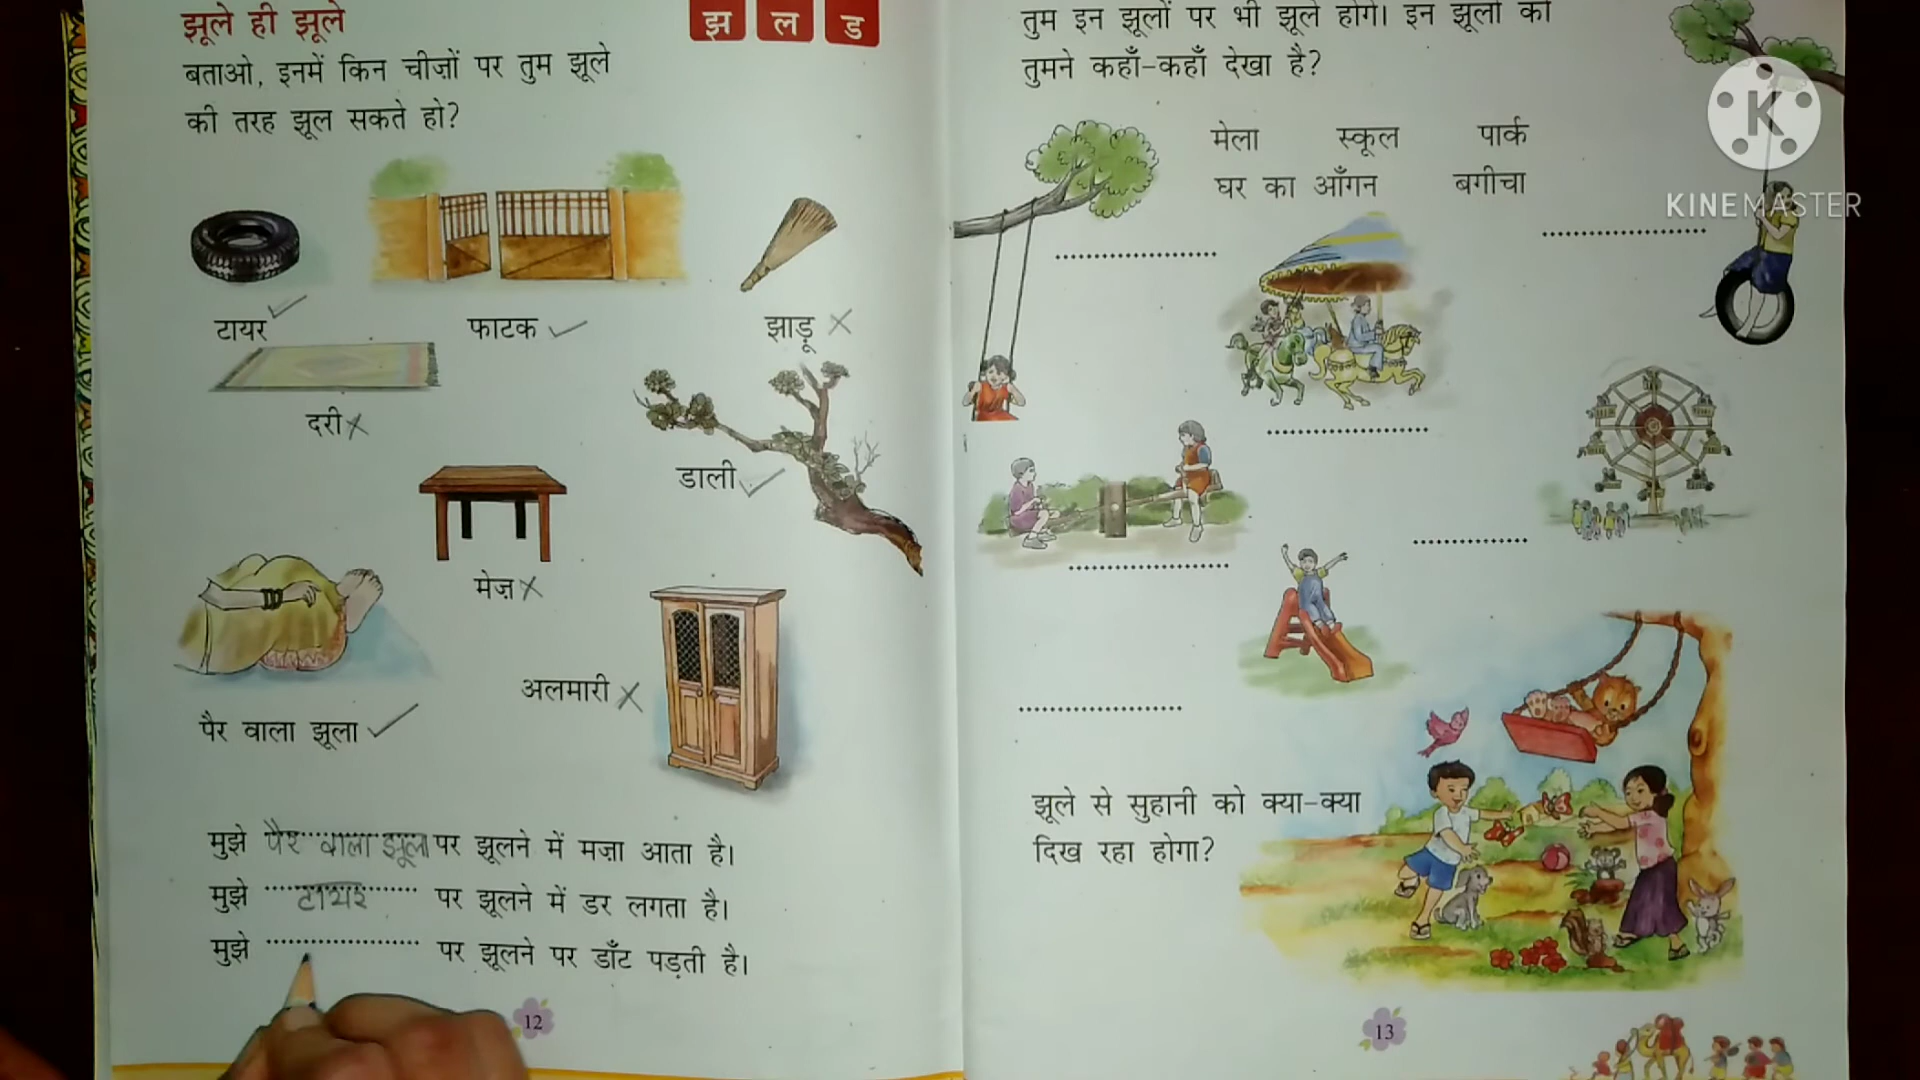 झूले ही झूले
झ ल ड
बताओ, इनमें किन चीज़ों पर तुम झूले
की तरह झूल सकते हो?
टायर ✓
फाटक ✓
झाड़ू ×
दरी ×
डाली ✓
मेज़ ×
अलमारी ×
पैर वाला झूला ✓
मुझे पैर वाला झूला पर झूलने में मज़ा आता है।
मुझे टायर पर झूलने में डर लगता है।
मुझे .................... पर झूलने पर डाँट पड़ती है।
12
तुम इन झूलों पर भी झूले होगे। इन झूलों को
तुमने कहाँ-कहाँ देखा है?
मेला स्कूल पार्क
घर का आँगन बगीचा
झूले से सुहानी को क्या-क्या
दिख रहा होगा?
13
K
KINEMASTER